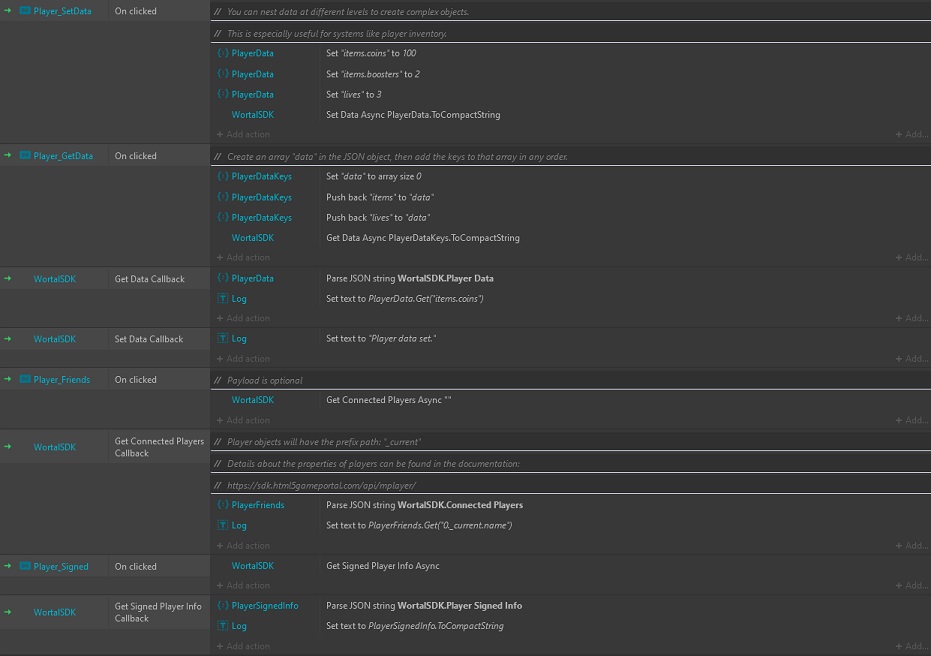 Player_SetData On clicked // You can nest data at different levels to create complex objects.
// This is especially useful for systems like player inventory.
PlayerData Set "items.coins" to 100
PlayerData Set "items.boosters" to 2
PlayerData Set "lives" to 3
WortalSDK Set Data Async PlayerData.ToCompactString
+ Add action + Add...
Player_GetData On clicked // Create an array "data" in the JSON object, then add the keys to that array in any order.
PlayerDataKeys Set "data" to array size 0
PlayerDataKeys Push back "items" to "data"
PlayerDataKeys Push back "lives" to "data"
WortalSDK Get Data Async PlayerDataKeys.ToCompactString
+ Add action + Add...
WortalSDK Get Data Callback PlayerData Parse JSON string WortalSDK.Player Data
Log Set text to PlayerData.Get("items.coins")
+ Add action + Add...
WortalSDK Set Data Callback Log Set text to "Player data set."
+ Add action + Add...
Player_Friends On clicked // Payload is optional
WortalSDK Get Connected Players Async ""
+ Add action + Add...
WortalSDK Get Connected Players Callback // Player objects will have the prefix path: "_current"
// Details about the properties of players can be found in the documentation:
// https://sdk.html5gameportal.com/api/mplayer/
PlayerFriends Parse JSON string WortalSDK.Connected Players
Log Set text to PlayerFriends.Get("0._current.name")
+ Add action + Add...
Player_Signed On clicked WortalSDK Get Signed Player Info Async
+ Add action + Add...
WortalSDK Get Signed Player Info Callback PlayerSignedInfo Parse JSON string WortalSDK.Player Signed Info
Log Set text to PlayerSignedInfo.ToCompactString
+ Add action + Add...